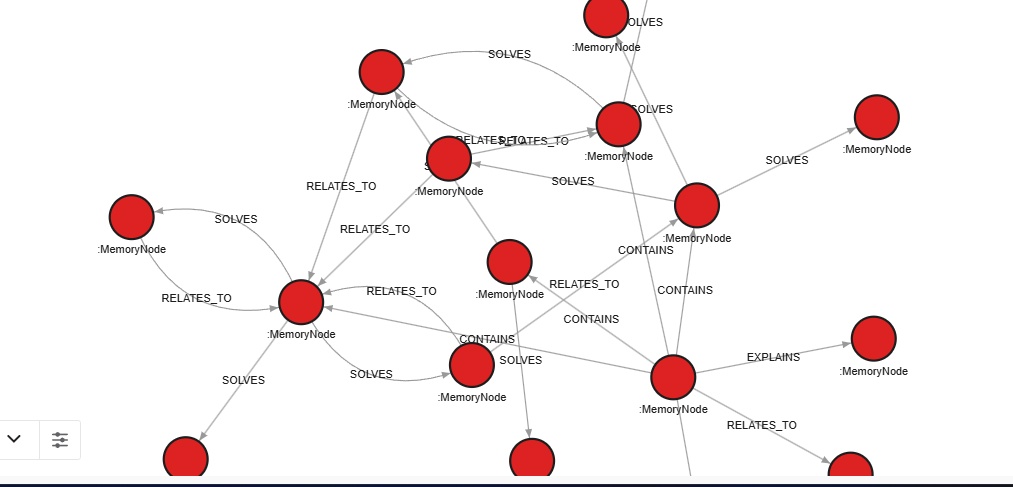 OLVES
:MemoryNode
SOLVES
:MemoryNode
SOLVES
:MemoryNode
RELATES_TO
RELATES_TO
:MemoryNode
SOLVES
SOLVES
:MemoryNode
RELATES_TO
:MemoryNode
SOLVES
:MemoryNode
RELATES_TO
:MemoryNode
CONTAINS
RELATES_TO
RELATES_TO
CONTAINS
:MemoryNode
RELATES_TO
CONTAINS
:MemoryNode
CONTAINS
SOLVES
EXPLAINS
:MemoryNode
SOLVES
SOLVES
:MemoryNode
:MemoryNode
RELATES_TO